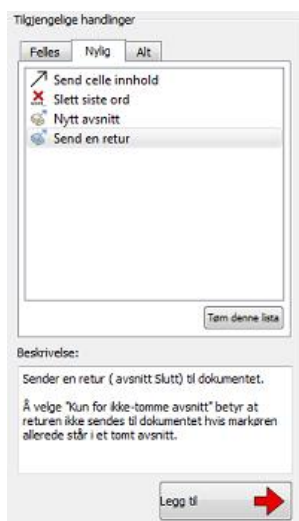 Tilgjengelige handlinger
Felles Nylig Alt
Send celle innhold
Slett siste ord
Nytt avsnitt
Send en retur
Tøm denne lista
Beskrivelse:
Sender en retur ( avsnitt Slutt) til dokumentet.
Å velge "Kun for ikke-tomme avsnitt" betyr at
returen ikke sendes til dokumentet hvis markøren
allerede står i et tomt avsnitt.
Legg til